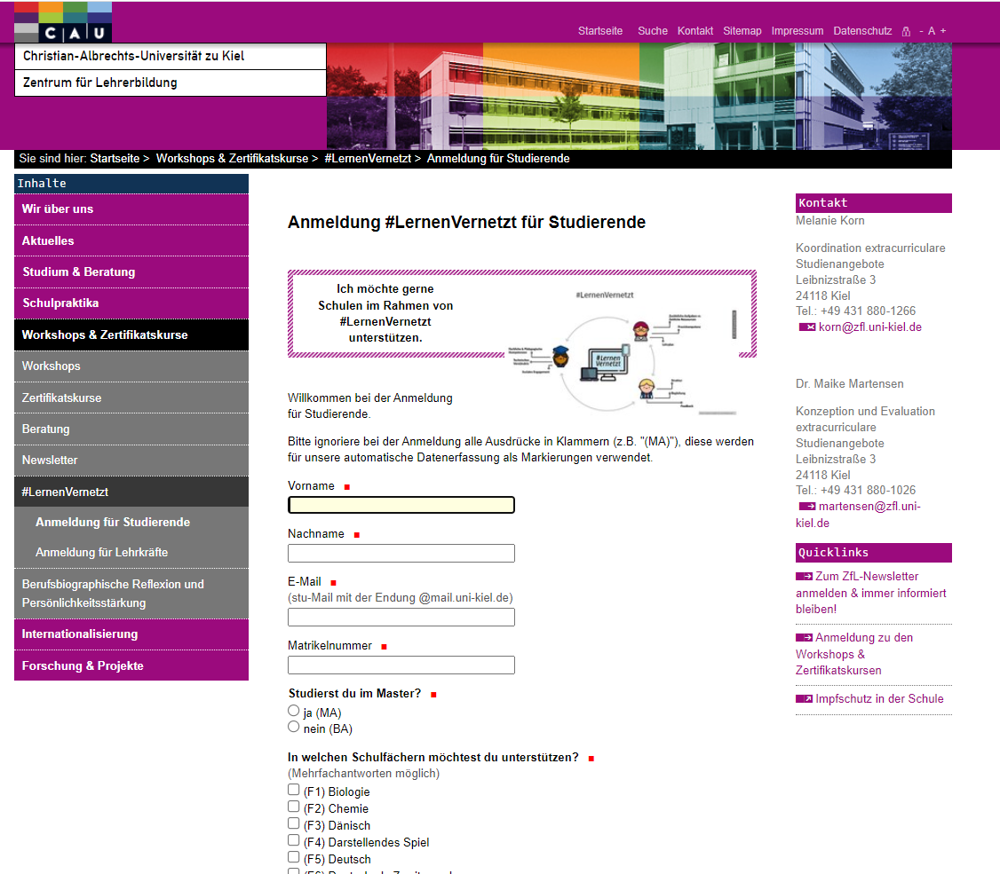 C A U
Startseite Suche Kontakt Sitemap Impressum Datenschutz - A +
Christian-Albrechts-Universität zu Kiel
Zentrum für Lehrerbildung
Sie sind hier: Startseite > Workshops & Zertifikatskurse > #LernenVernetzt > Anmeldung für Studierende
Inhalte
Wir über uns
Aktuelles
Studium & Beratung
Schulpraktika
Workshops & Zertifikatskurse
Workshops
Zertifikatskurse
Beratung
Newsletter
#LernenVernetzt
Anmeldung für Studierende
Anmeldung für Lehrkräfte
Berufsbiographische Reflexion und
Persönlichkeitsstärkung
Internationalisierung
Forschung & Projekte
Anmeldung #LernenVernetzt für Studierende
Ich möchte gerne
Schulen im Rahmen von
#LernenVernetzt
unterstützen.
#LernenVernetzt
#Lernen
Vernetzt
Willkommen bei der Anmeldung
für Studierende.
Bitte ignoriere bei der Anmeldung alle Ausdrücke in Klammern (z.B. "(MA)"), diese werden
für unsere automatische Datenerfassung als Markierungen verwendet.
Vorname
Nachname
E-Mail
(stu-Mail mit der Endung @mail.uni-kiel.de)
Matrikelnummer
Studierst du im Master?
ja (MA)
nein (BA)
In welchen Schulfächern möchtest du unterstützen?
(Mehrfachantworten möglich)
(F1) Biologie
(F2) Chemie
(F3) Dänisch
(F4) Darstellendes Spiel
(F5) Deutsch
Kontakt
Melanie Korn
Koordination extracurriculare
Studienangebote
Leibnizstraße 3
24118 Kiel
Tel.: +49 431 880-1266
korn@zfl.uni-kiel.de
Dr. Maike Martensen
Konzeption und Evaluation
extracurriculare
Studienangebote
Leibnizstraße 3
24118 Kiel
Tel.: +49 431 880-1026
martensen@zfl.uni-
kiel.de
Quicklinks
Zum ZfL-Newsletter
anmelden & immer informiert
bleiben!
Anmeldung zu den
Workshops &
Zertifikatskursen
Impfschutz in der Schule